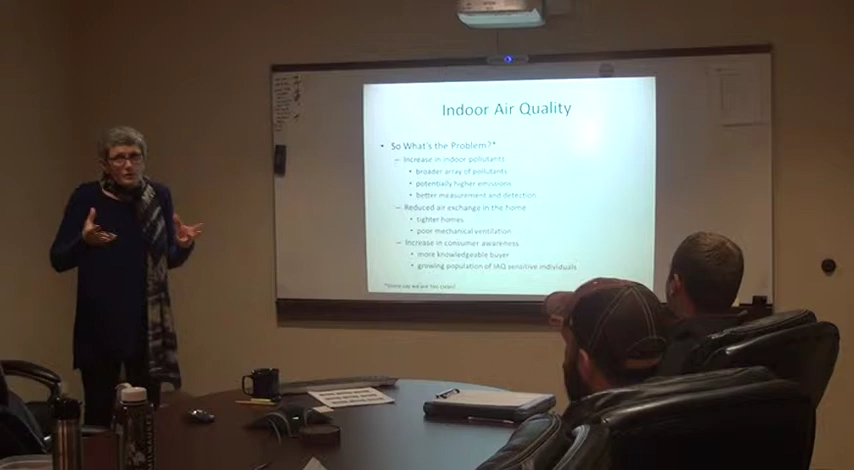 Indoor Air Quality
• So What's the Problem?*
– Increase in indoor pollutants
• broader array of pollutants
• potentially higher emissions
• better measurement and detection
– Reduced air exchange in the home
• tighter homes
• poor mechanical ventilation
– Increase in consumer awareness
• more knowledgeable buyer
• growing population of IAQ sensitive individuals